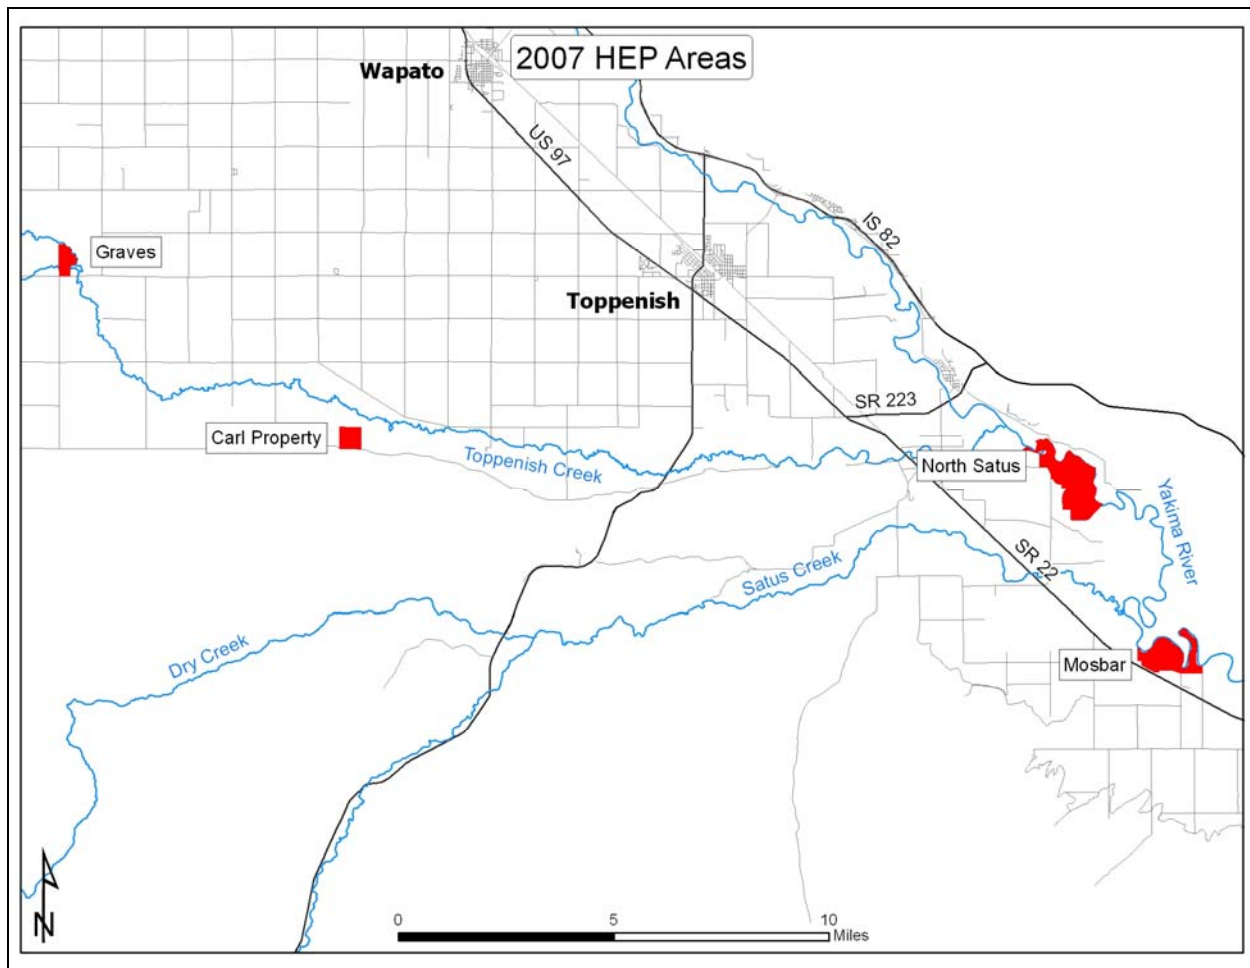 2007 HEP Areas
Wapato
US 97
IS 82
Graves
Toppenish
SR 223
Carl Property
Toppenish Creek
North Satus
Yakima River
SR 22
Satus Creek
Dry Creek
Mosbar
N
0 5 10
Miles